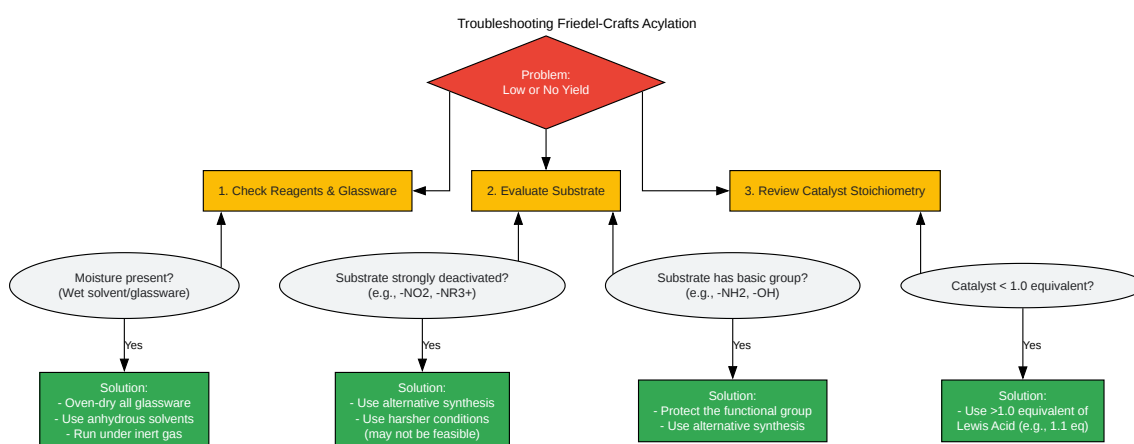 Troubleshooting Friedel-Crafts Acylation
Problem:
Low or No Yield
1. Check Reagents & Glassware
2. Evaluate Substrate
3. Review Catalyst Stoichiometry
Moisture present?
(Wet solvent/glassware)
Substrate strongly deactivated?
(e.g., -NO2, -NR3+)
Substrate has basic group?
(e.g., -NH2, -OH)
Catalyst < 1.0 equivalent?
Yes
Yes
Yes
Yes
Solution:
- Oven-dry all glassware
- Use anhydrous solvents
- Run under inert gas
Solution:
- Use alternative synthesis
- Use harsher conditions
(may not be feasible)
Solution:
- Protect the functional group
- Use alternative synthesis
Solution:
- Use >1.0 equivalent of
Lewis Acid (e.g., 1.1 eq)